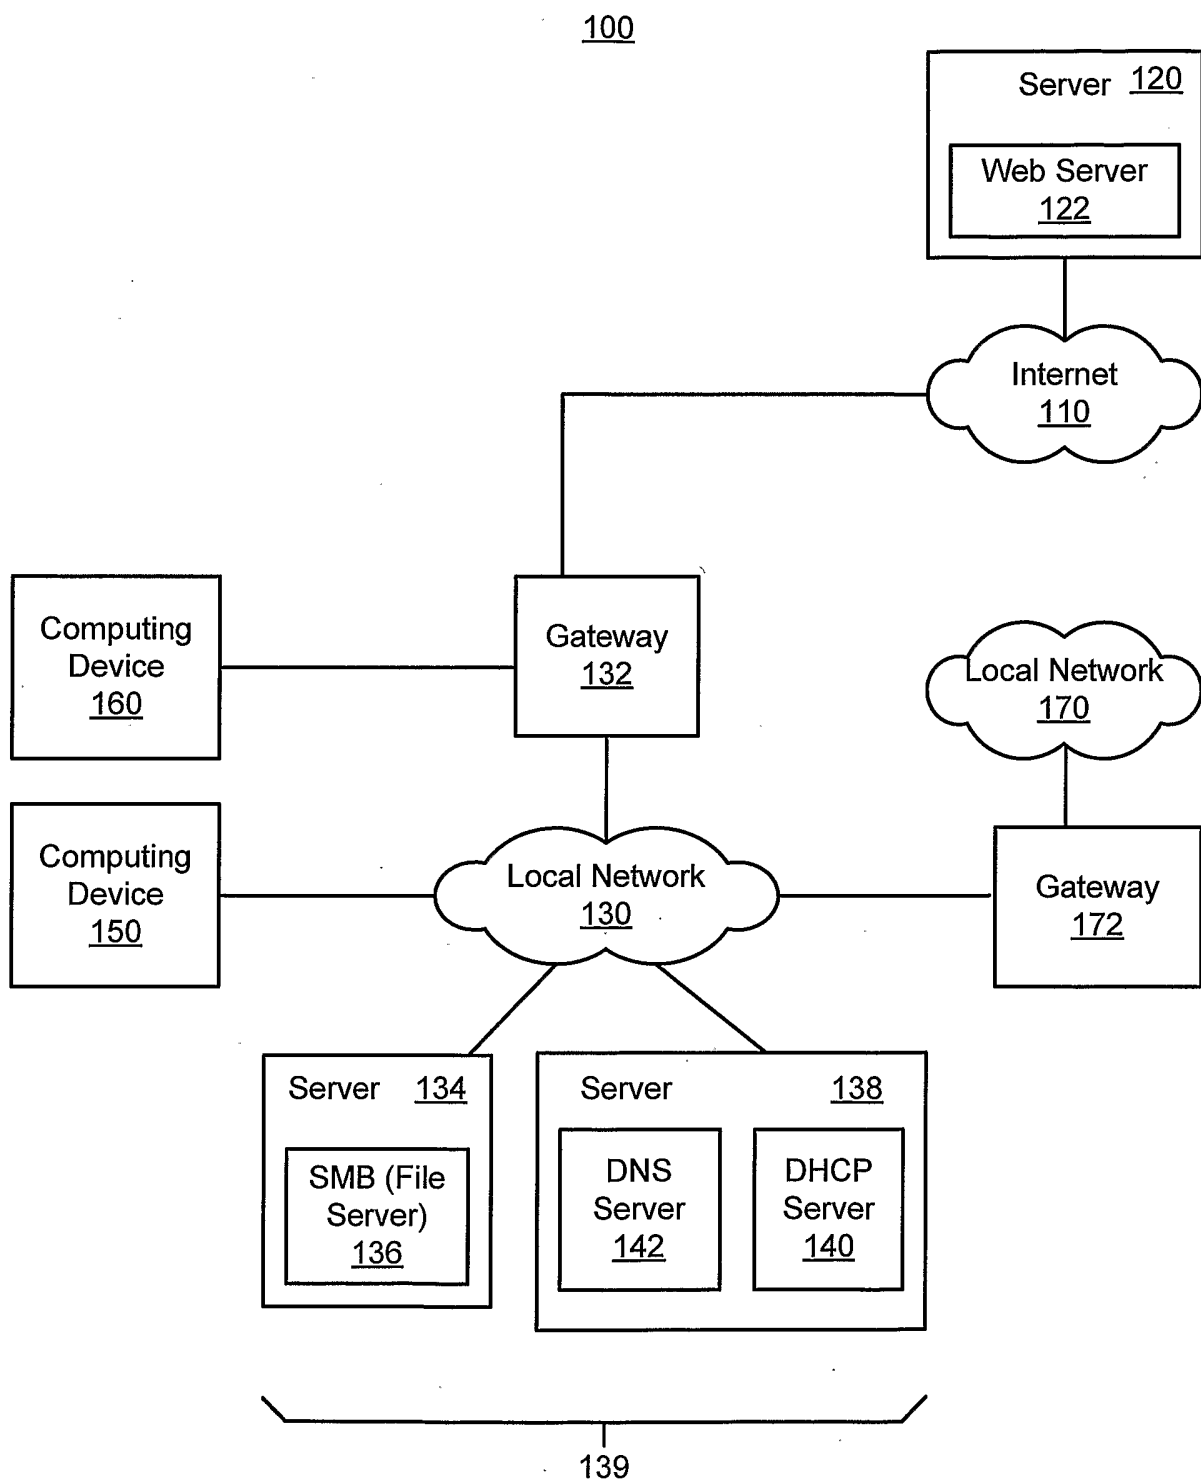 100
Server 120
Web Server
122
Internet
110
Computing
Device
160
Gateway
132
Local Network
170
Computing
Device
150
Local Network
130
Gateway
172
Server 134
SMB (File
Server)
136
Server 138
DNS
Server
142
DHCP
Server
140
139